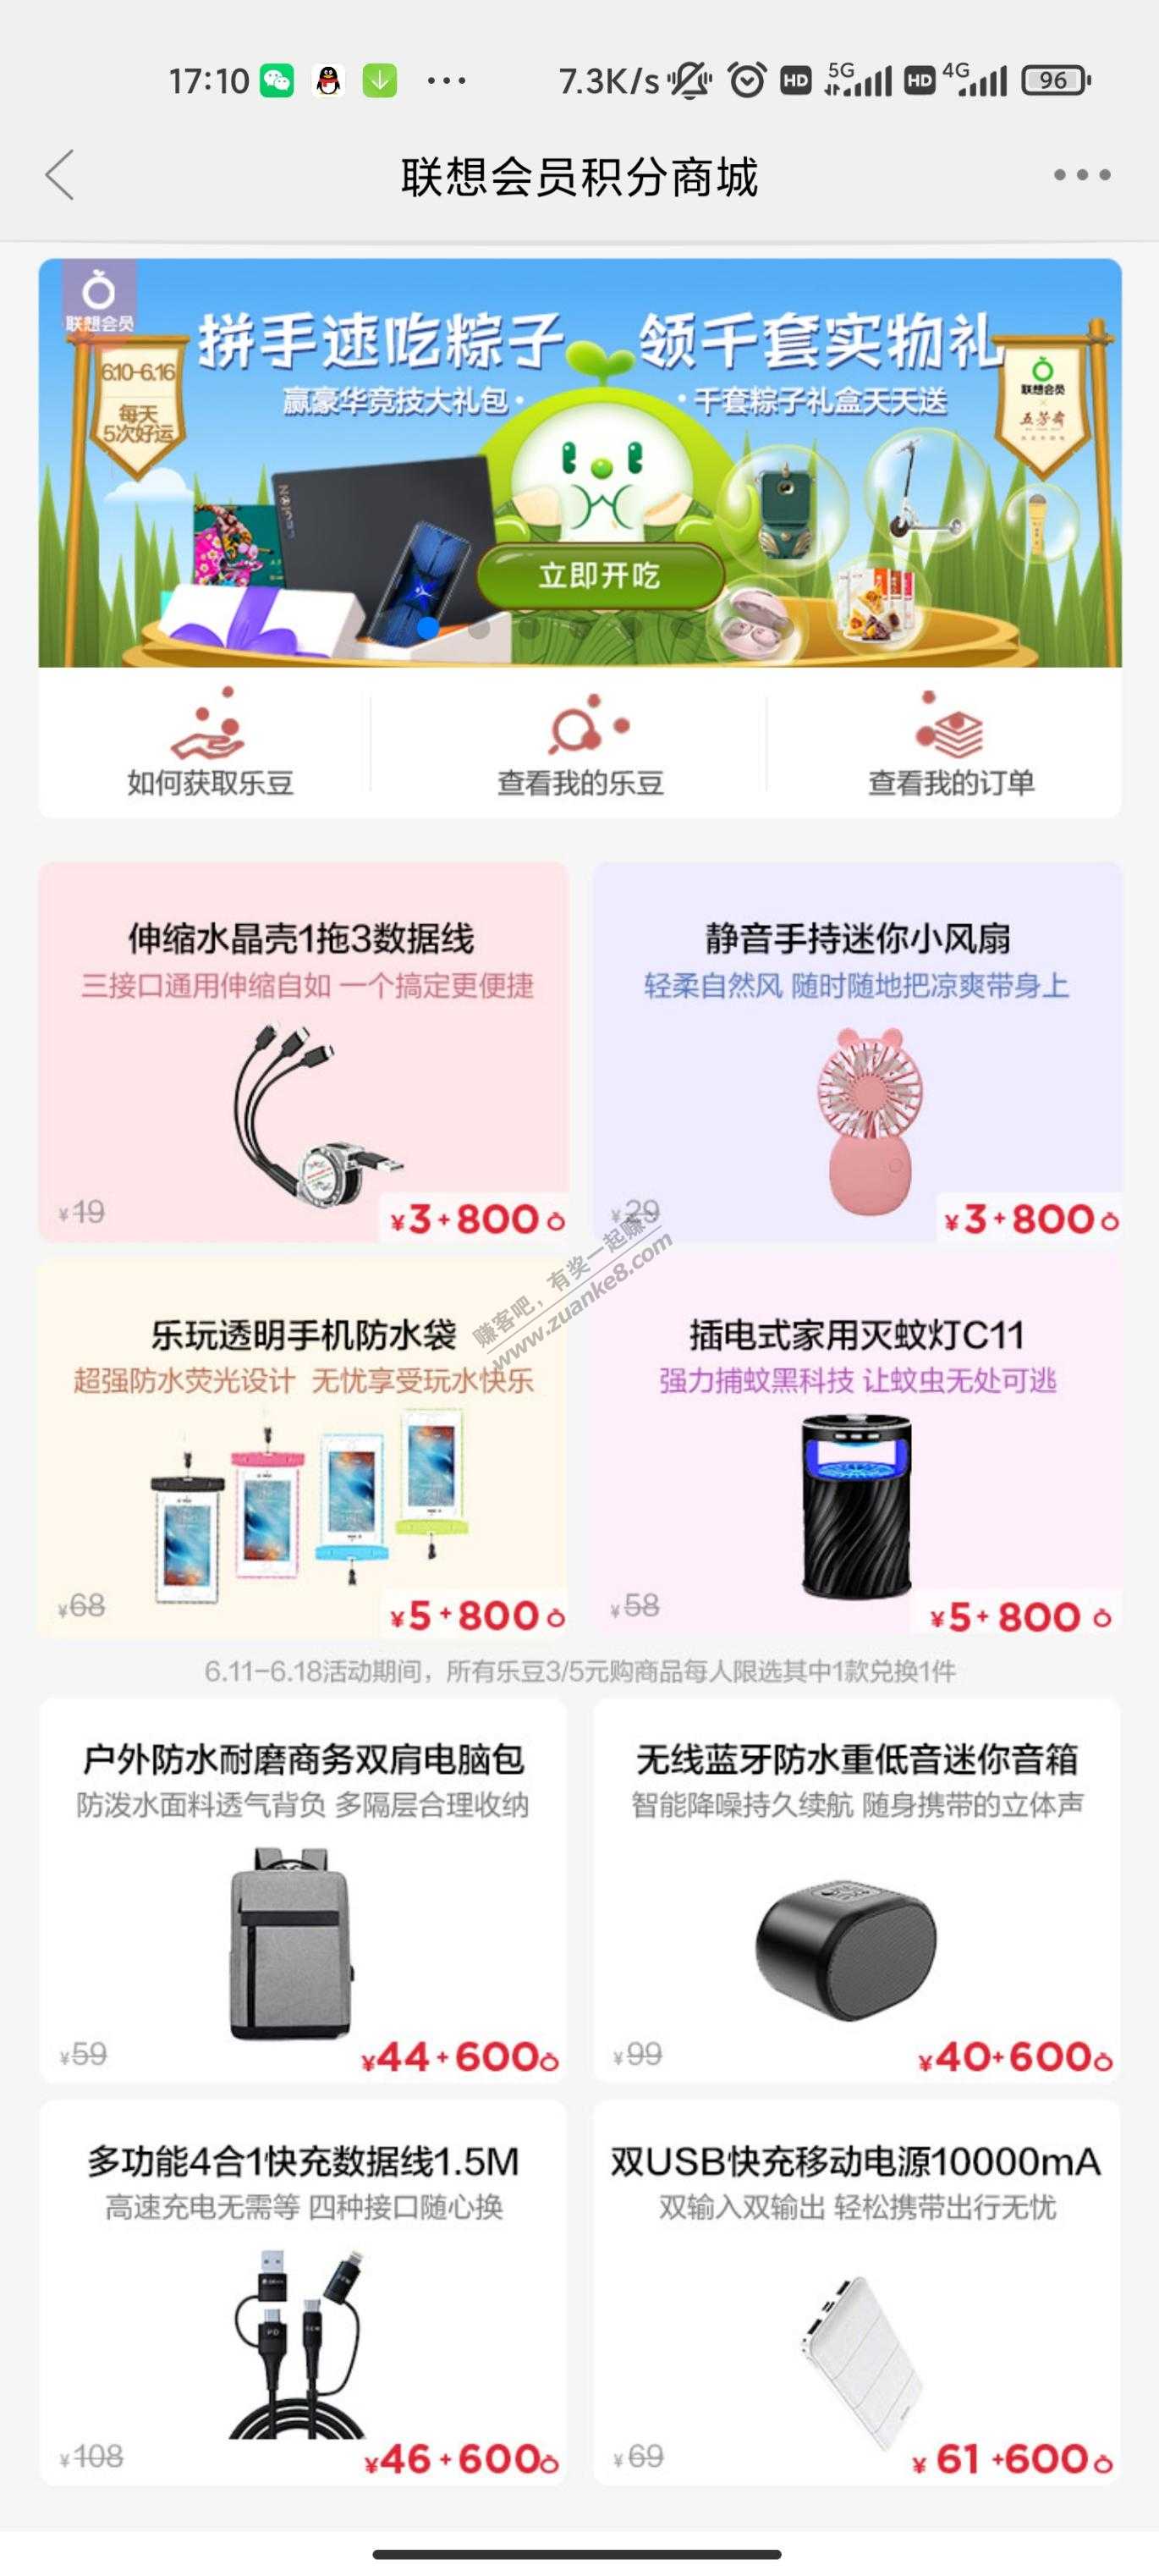 17:10
7.3K/s
HD
5G
HD
4G
96
联想会员积分商城
联想会员
拼手速吃粽子 领千套实物礼
6.10-6.16
每天
5次好运
赢豪华竞技大礼包·
·千套粽子礼盒天天送
联想会员
五芳斋
立即开吃
如何获取乐豆
查看我的乐豆
查看我的订单
伸缩水晶壳1拖3数据线
三接口通用伸缩自如 一个搞定更便捷
¥19
¥3+800
静音手持迷你小风扇
轻柔自然风 随时随地把凉爽带身上
¥29
¥3+800
赚客吧，有奖一起赚!
www.zuanke8.com
乐玩透明手机防水袋
超强防水荧光设计 无忧享受玩水快乐
¥68
¥5+800
插电式家用灭蚊灯C11
强力捕蚊黑科技 让蚊虫无处可逃
¥58
¥5+800
6.11-6.18活动期间，所有乐豆3/5元购商品每人限选其中1款兑换1件
户外防水耐磨商务双肩电脑包
防泼水面料透气背负 多隔层合理收纳
¥59
¥44+600
无线蓝牙防水重低音迷你音箱
智能降噪持久续航 随身携带的立体声
¥99
¥40+600
多功能4合1快充数据线1.5M
高速充电无需等 四种接口随心换
PD
¥108
¥46+600
双USB快充移动电源10000mA
双输入双输出 轻松携带出行无忧
¥69
¥61+600